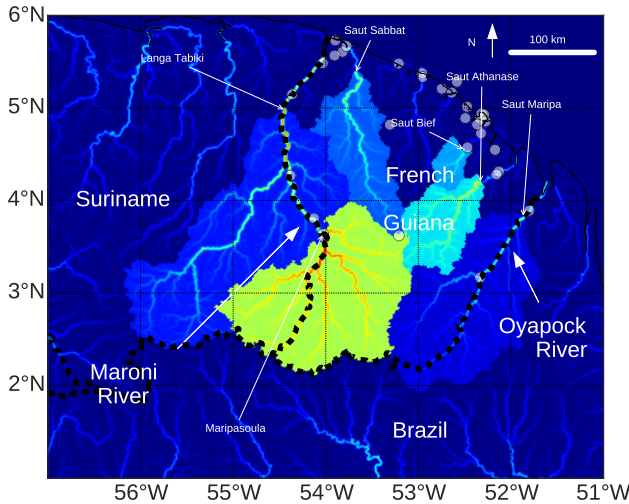 6°N
Saut Sabbat
N
100 km
Langa Tabiki
Saut Athanase
5°N
Saut Maripa
Saut Bief
French
4°N
Suriname
Guiana
3°N
Oyapock
River
Maroni
River
2°N
Maripasoula
Brazil
56°W 55°W 54°W 53°W 52°W 51°W